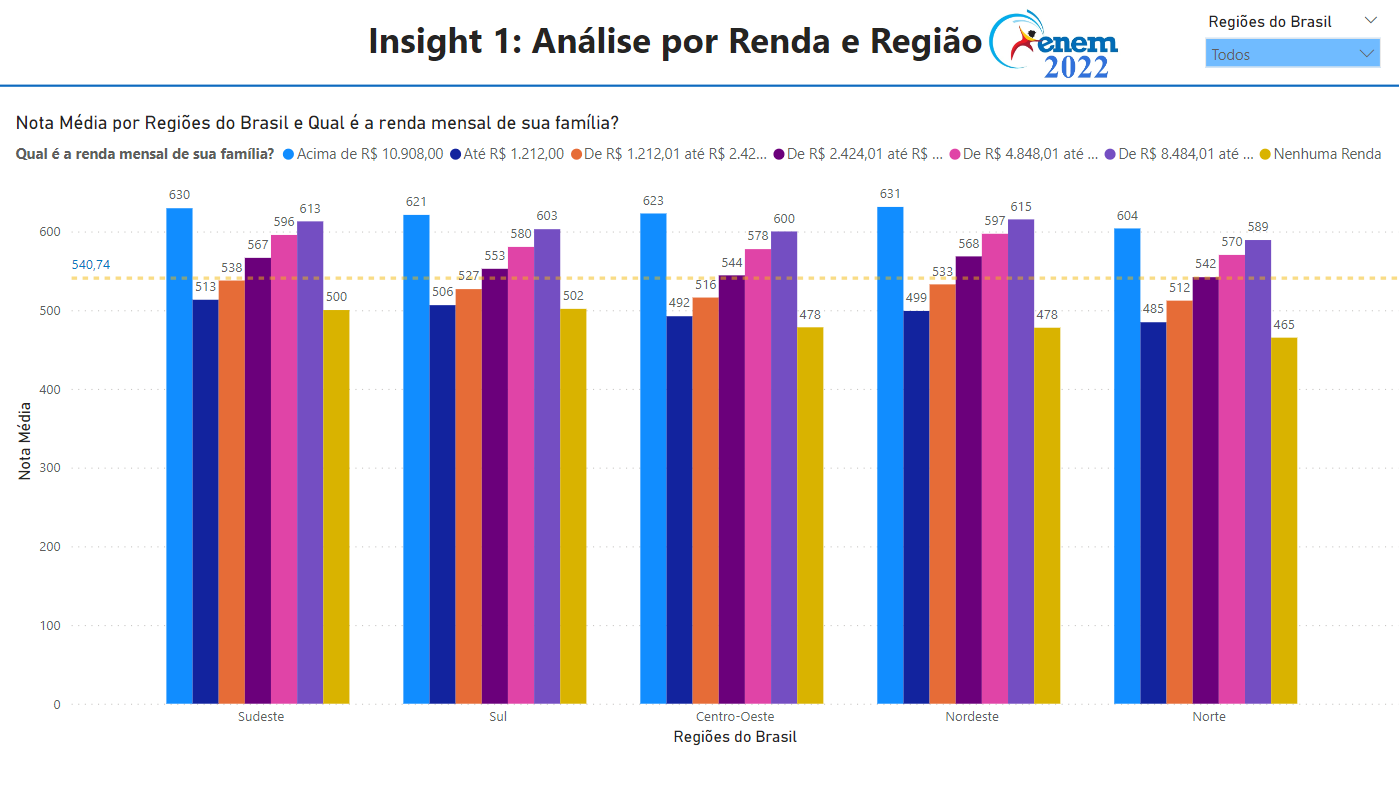 Insight 1: Análise por Renda e Região
enem
2022
Regiões do Brasil
Todos
Nota Média por Regiões do Brasil e Qual é a renda mensal de sua família?
Qual é a renda mensal de sua família? Acima de R$ 10.908,00 Até R$ 1.212,00 De R$ 1.212,01 até R$ 2.42... De R$ 2.424,01 até R$ ... De R$ 4.848,01 até ... De R$ 8.484,01 até ... Nenhuma Renda
Nota Média
600
500
400
300
200
100
0
540,74
630 513 538 567 596 613 500
621 506 527 553 580 603 502
623 492 516 544 578 600 478
631 499 533 568 597 615 478
604 485 512 542 570 589 465
Sudeste Sul Centro-Oeste Nordeste Norte
Regiões do Brasil